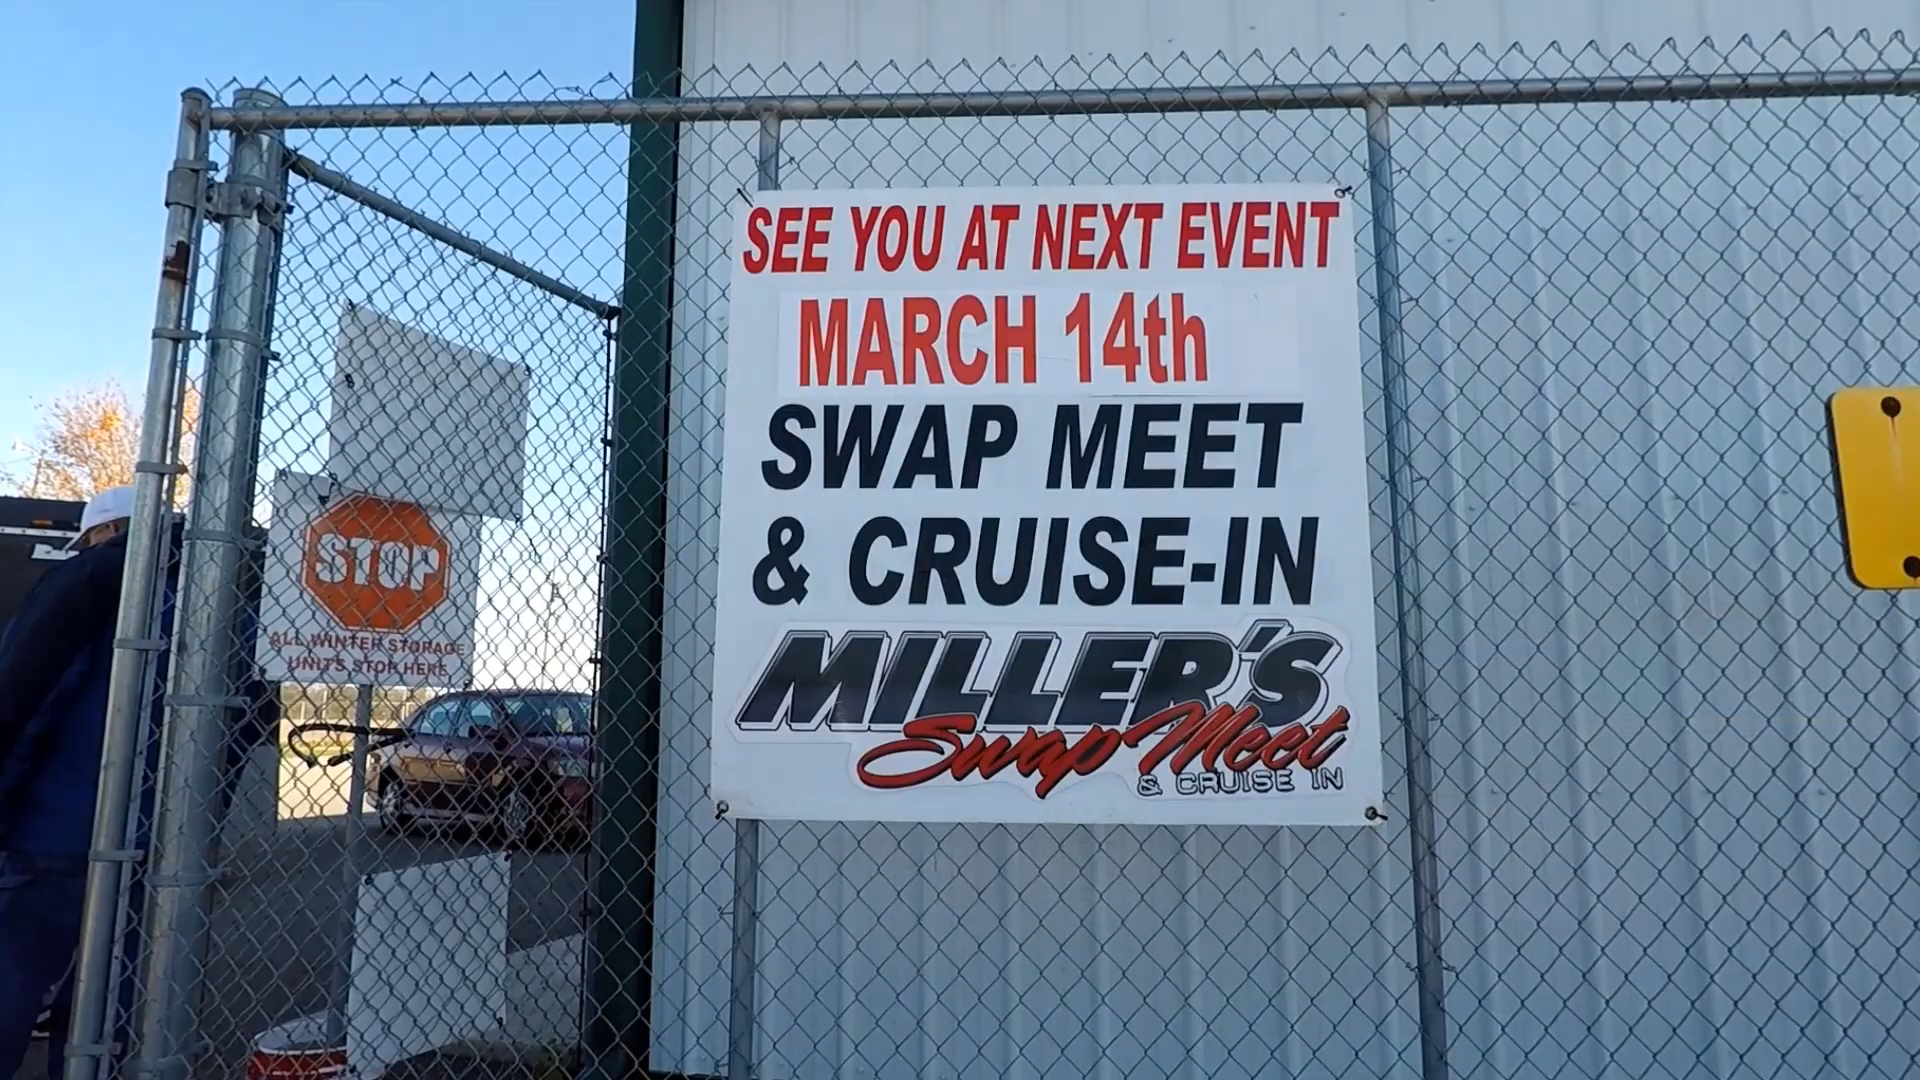 SEE YOU AT NEXT EVENT
MARCH 14th
SWAP MEET
& CRUISE-IN
MILLER'S
Swap Meet
& CRUISE IN
STOP
ALL WINTER STORAGE
UNITS STOP HERE